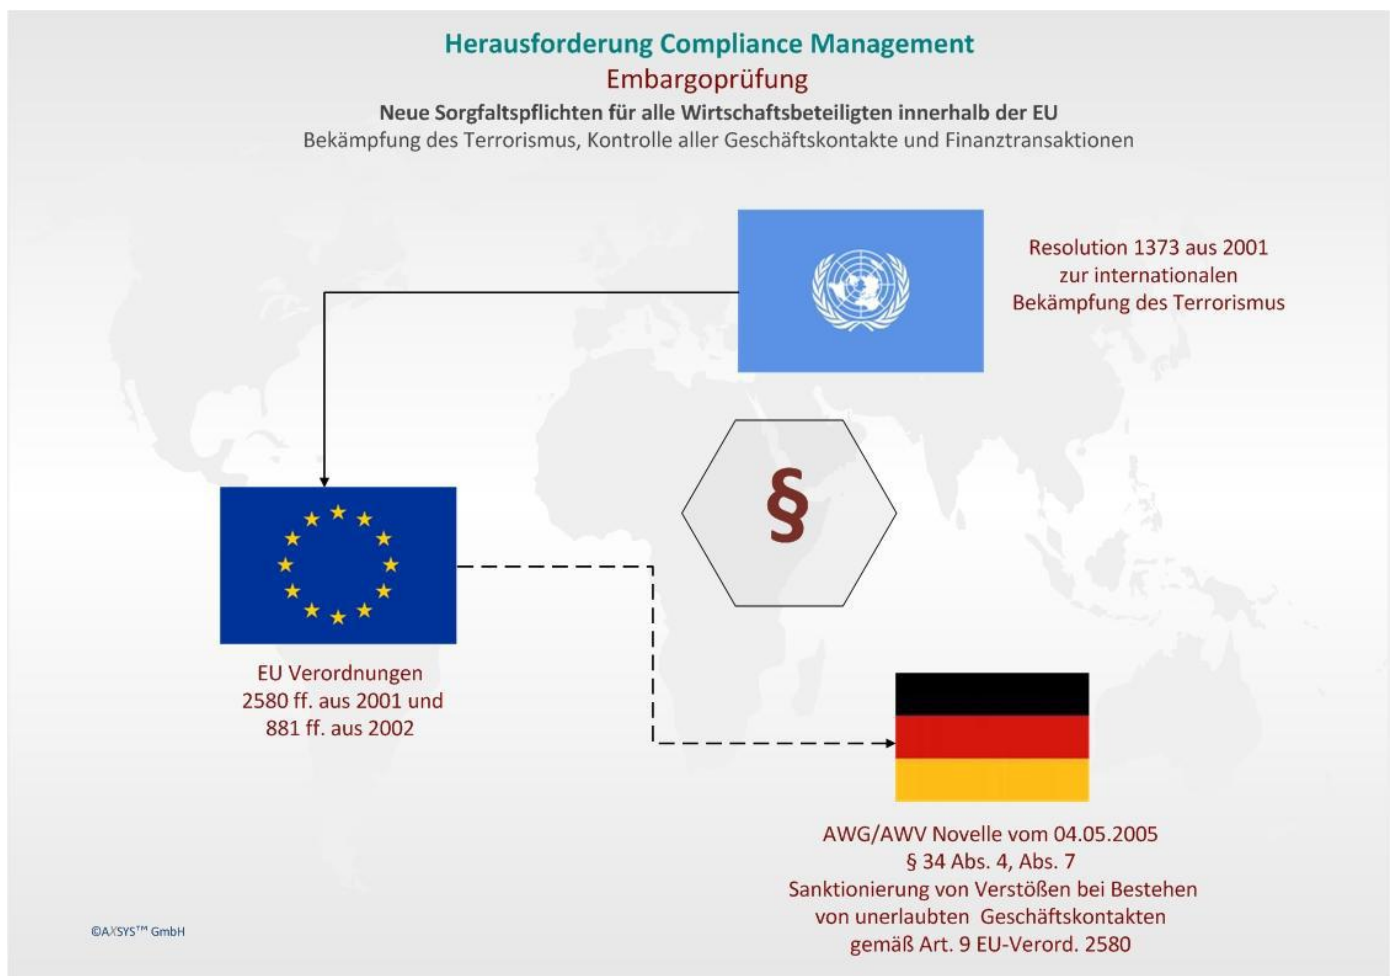 Herausforderung Compliance Management
Embargoprüfung
Neue Sorgfaltspflichten für alle Wirtschaftsbeteiligten innerhalb der EU
Bekämpfung des Terrorismus, Kontrolle aller Geschäftskontakte und Finanztransaktionen
Resolution 1373 aus 2001
zur internationalen
Bekämpfung des Terrorismus
§
EU Verordnungen
2580 ff. aus 2001 und
881 ff. aus 2002
AWG/AWV Novelle vom 04.05.2005
§ 34 Abs. 4, Abs. 7
Sanktionierung von Verstößen bei Bestehen
von unerlaubten Geschäftskontakten
gemäß Art. 9 EU-Verord. 2580
©AXSYS™ GmbH